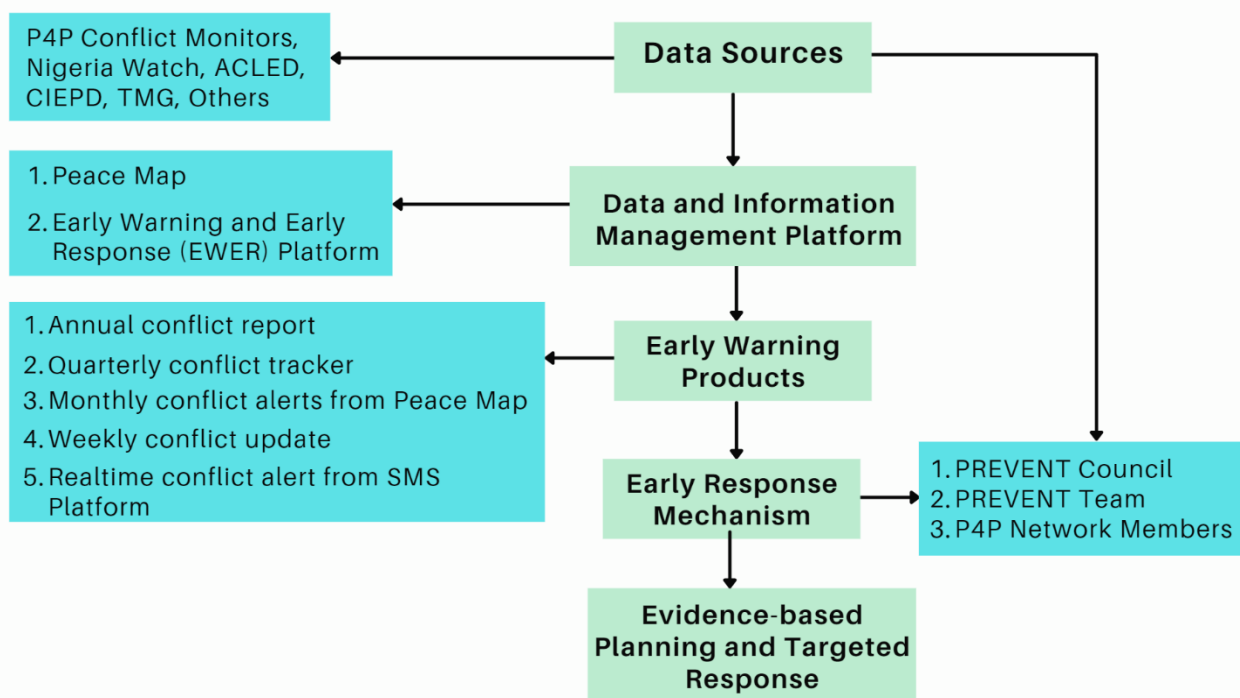 P4P Conflict Monitors,
Nigeria Watch, ACLED,
CIEPD, TMG, Others
Data Sources
1. Peace Map
2. Early Warning and Early
Response (EWER) Platform
Data and Information
Management Platform
1. Annual conflict report
2. Quarterly conflict tracker
3. Monthly conflict alerts from Peace Map
4. Weekly conflict update
5. Realtime conflict alert from SMS
Platform
Early Warning
Products
Early Response
Mechanism
1. PREVENT Council
2. PREVENT Team
3. P4P Network Members
Evidence-based
Planning and Targeted
Response